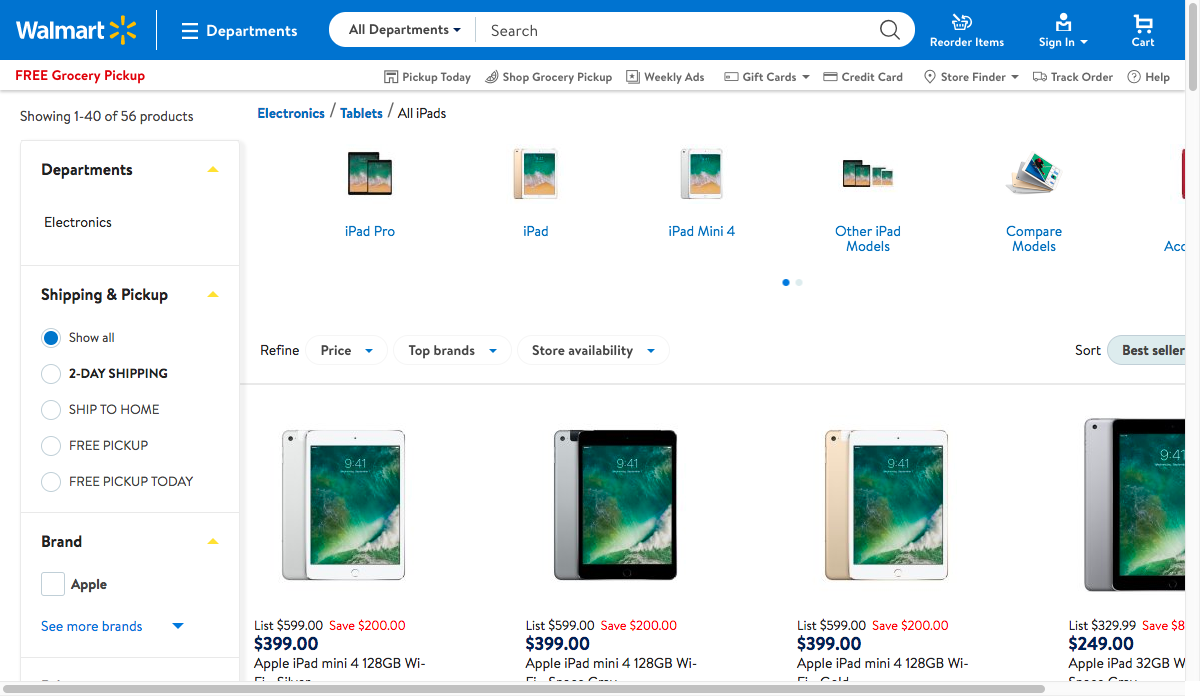 Walmart
Departments
All Departments
Search
Reorder Items
Sign In
Cart
FREE Grocery Pickup
Pickup Today
Shop Grocery Pickup
Weekly Ads
Gift Cards
Credit Card
Store Finder
Track Order
Help
Showing 1-40 of 56 products
Electronics / Tablets / All iPads
Departments
Electronics
Shipping & Pickup
Show all
2-DAY SHIPPING
SHIP TO HOME
FREE PICKUP
FREE PICKUP TODAY
Brand
Apple
See more brands
iPad Pro
iPad
iPad Mini 4
Other iPad
Models
Compare
Models
Refine
Price
Top brands
Store availability
Sort
Best seller
9:41
9:41
9:41
9:41
List $599.00 Save $200.00
$399.00
Apple iPad mini 4 128GB Wi-
Fi - Silver
List $599.00 Save $200.00
$399.00
Apple iPad mini 4 128GB Wi-
Fi - Space Gray
List $599.00 Save $200.00
$399.00
Apple iPad mini 4 128GB Wi-
Fi - Gold
List $329.99 Save $8
$249.00
Apple iPad 32GB W
Space Gray